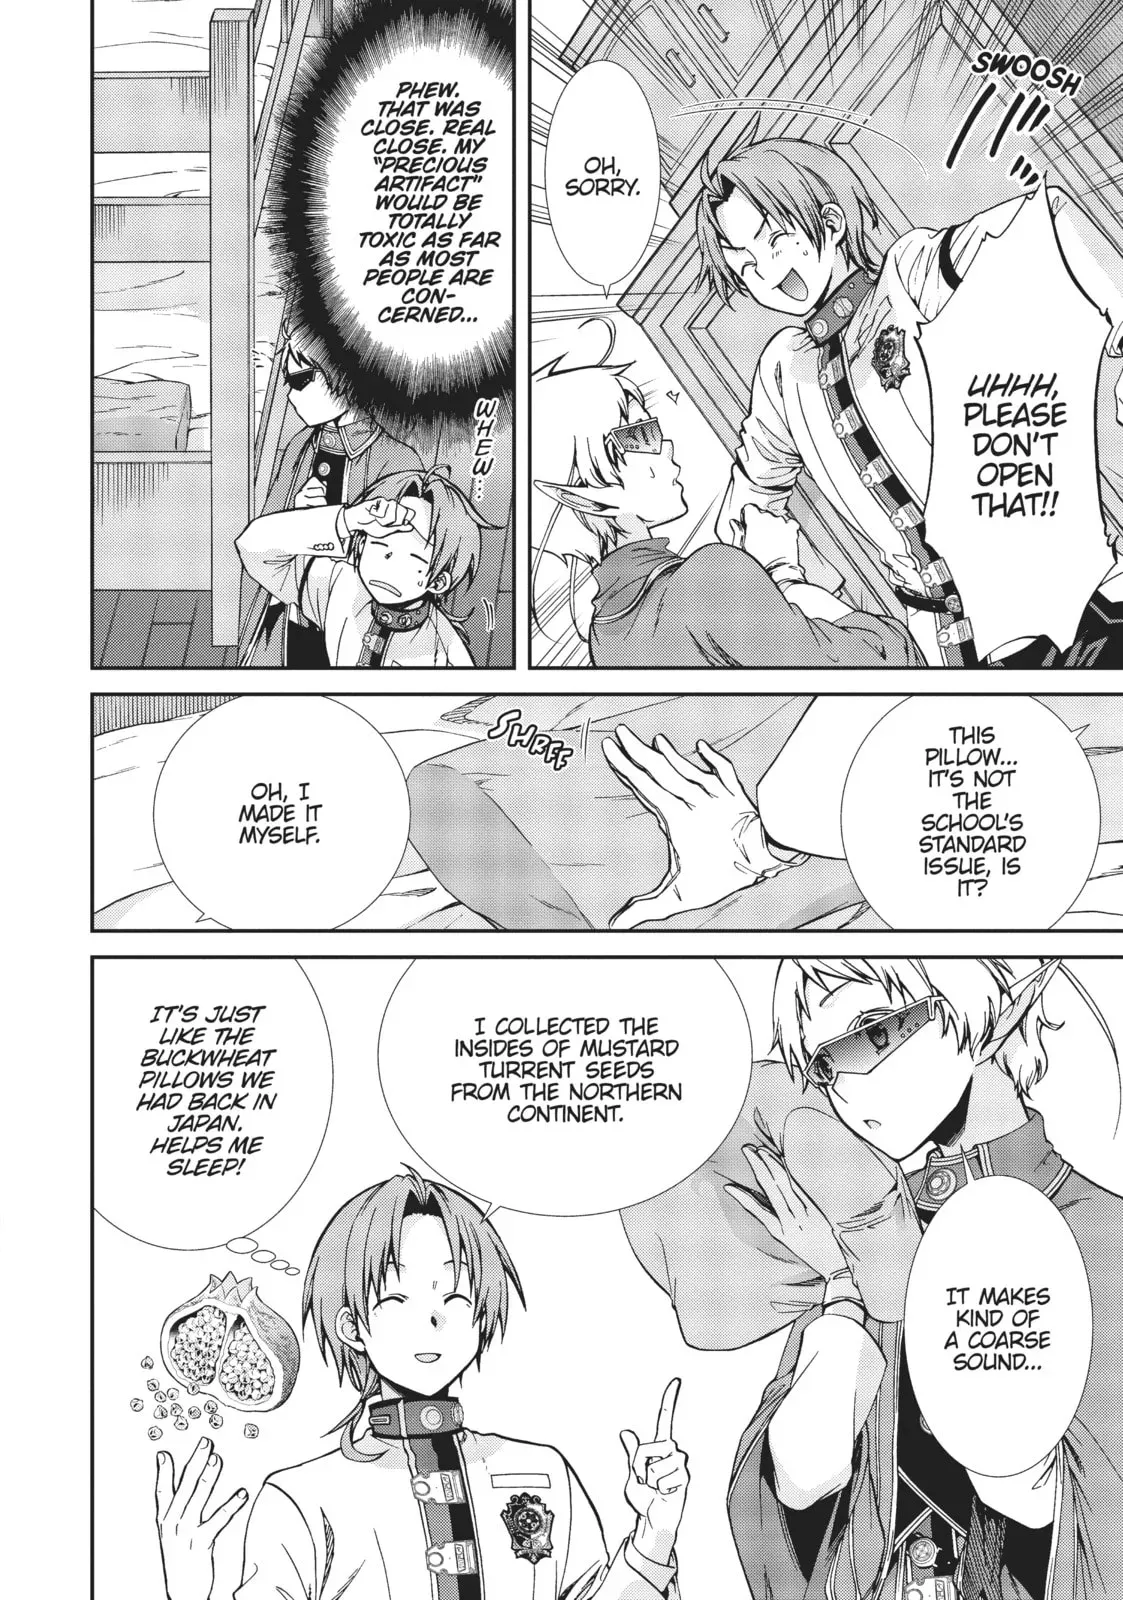 SWOOSH
UHHH,
PLEASE
DON'T
OPEN
THAT!!
OH,
SORRY.
PHEW.
THAT WAS
CLOSE. REAL
CLOSE. MY
"PRECIOUS
ARTIFACT"
WOULD BE
TOTALLY
TOXIC AS FAR
AS MOST
PEOPLE ARE
CON-
CERNED...
WHEW...
THIS
PILLOW...
IT'S NOT
THE
SCHOOL'S
STANDARD
ISSUE, IS
IT?
SHFFF
OH, I
MADE IT
MYSELF.
IT MAKES
KIND OF
A COARSE
SOUND...
I COLLECTED THE
INSIDES OF MUSTARD
TURRENT SEEDS
FROM THE NORTHERN
CONTINENT.
IT'S JUST
LIKE THE
BUCKWHEAT
PILLOWS WE
HAD BACK IN
JAPAN.
HELPS ME
SLEEP!